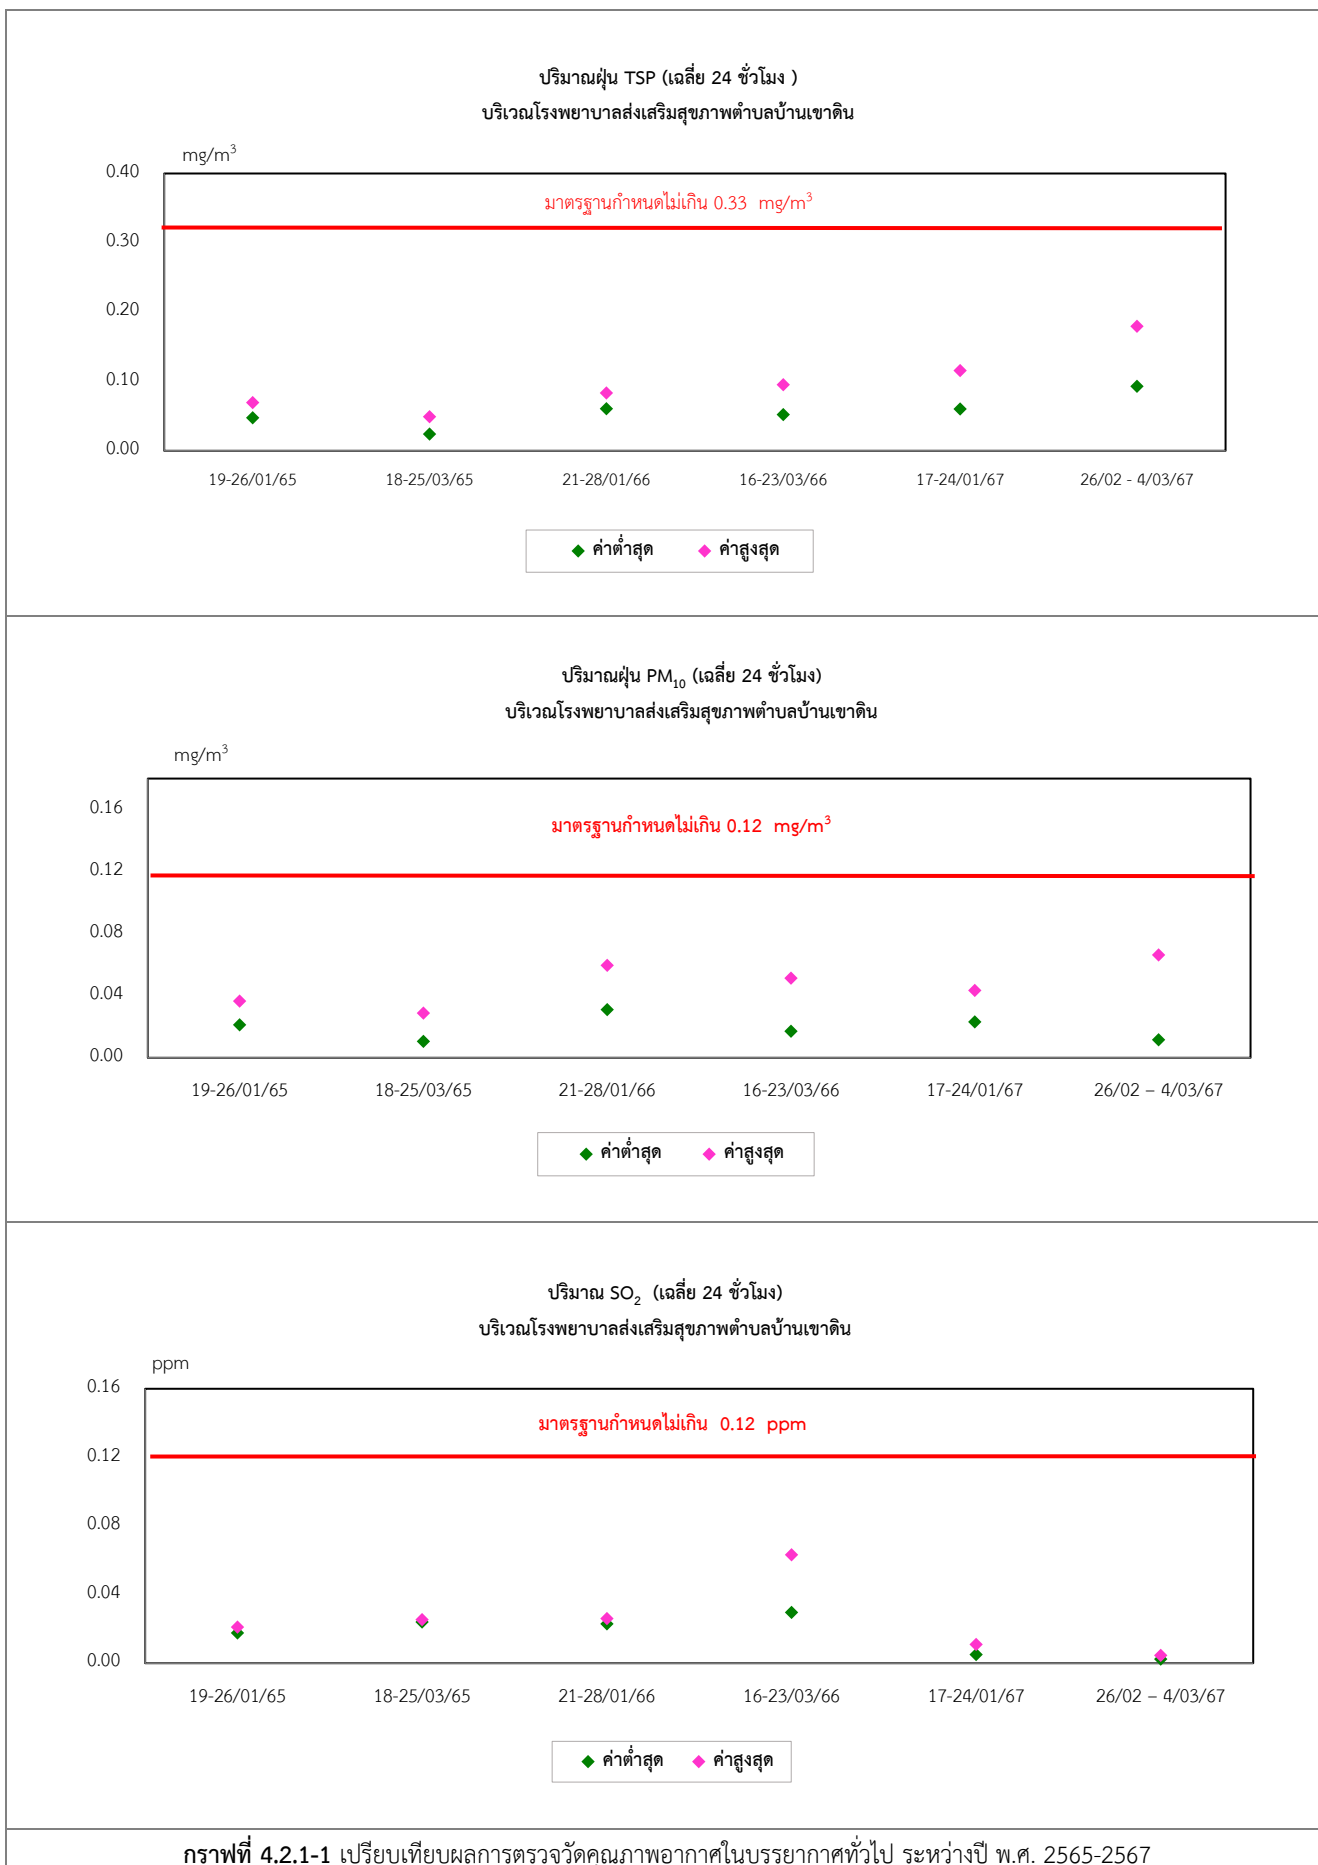 ปริมาณฝุ่น TSP (เฉลี่ย 24 ชั่วโมง )
บริเวณโรงพยาบาลส่งเสริมสุขภาพตำบลบ้านเขาดิน
mg/m³
0.40
มาตรฐานกำหนดไม่เกิน 0.33 mg/m³
0.30
0.20
0.10
0.00
19-26/01/65 18-25/03/65 21-28/01/66 16-23/03/66 17-24/01/67 26/02 - 4/03/67
ค่าต่ำสุด ค่าสูงสุด
ปริมาณฝุ่น PM₁₀ (เฉลี่ย 24 ชั่วโมง)
บริเวณโรงพยาบาลส่งเสริมสุขภาพตำบลบ้านเขาดิน
mg/m³
0.16
มาตรฐานกำหนดไม่เกิน 0.12 mg/m³
0.12
0.08
0.04
0.00
19-26/01/65 18-25/03/65 21-28/01/66 16-23/03/66 17-24/01/67 26/02 – 4/03/67
ค่าต่ำสุด ค่าสูงสุด
ปริมาณ SO₂ (เฉลี่ย 24 ชั่วโมง)
บริเวณโรงพยาบาลส่งเสริมสุขภาพตำบลบ้านเขาดิน
ppm
0.16
มาตรฐานกำหนดไม่เกิน 0.12 ppm
0.12
0.08
0.04
0.00
19-26/01/65 18-25/03/65 21-28/01/66 16-23/03/66 17-24/01/67 26/02 – 4/03/67
ค่าต่ำสุด ค่าสูงสุด
กราฟที่ 4.2.1-1 เปรียบเทียบผลการตรวจวัดคุณภาพอากาศในบรรยากาศทั่วไป ระหว่างปี พ.ศ. 2565-2567